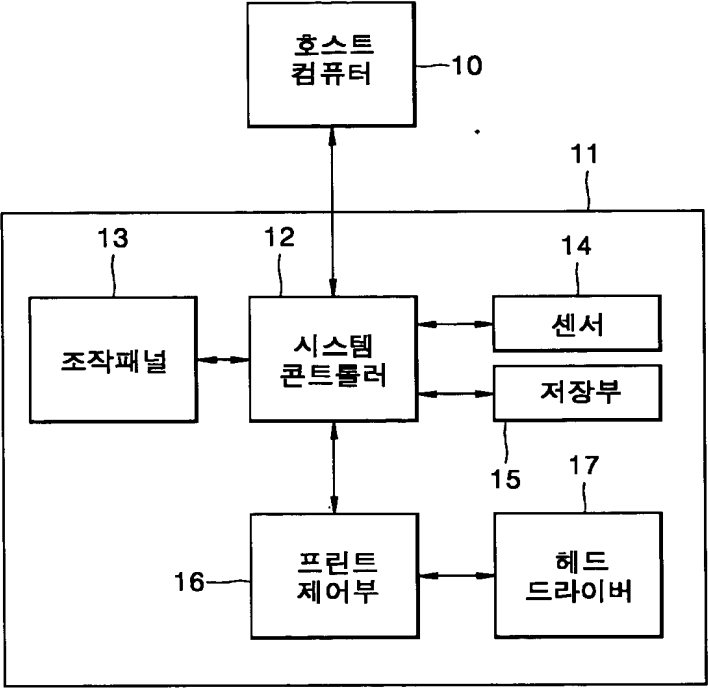 호스트
컴퓨터
10
11
13
12
14
조작패널
시스템
콘트롤러
센서
저장부
15
17
16
프린트
제어부
헤드
드라이버